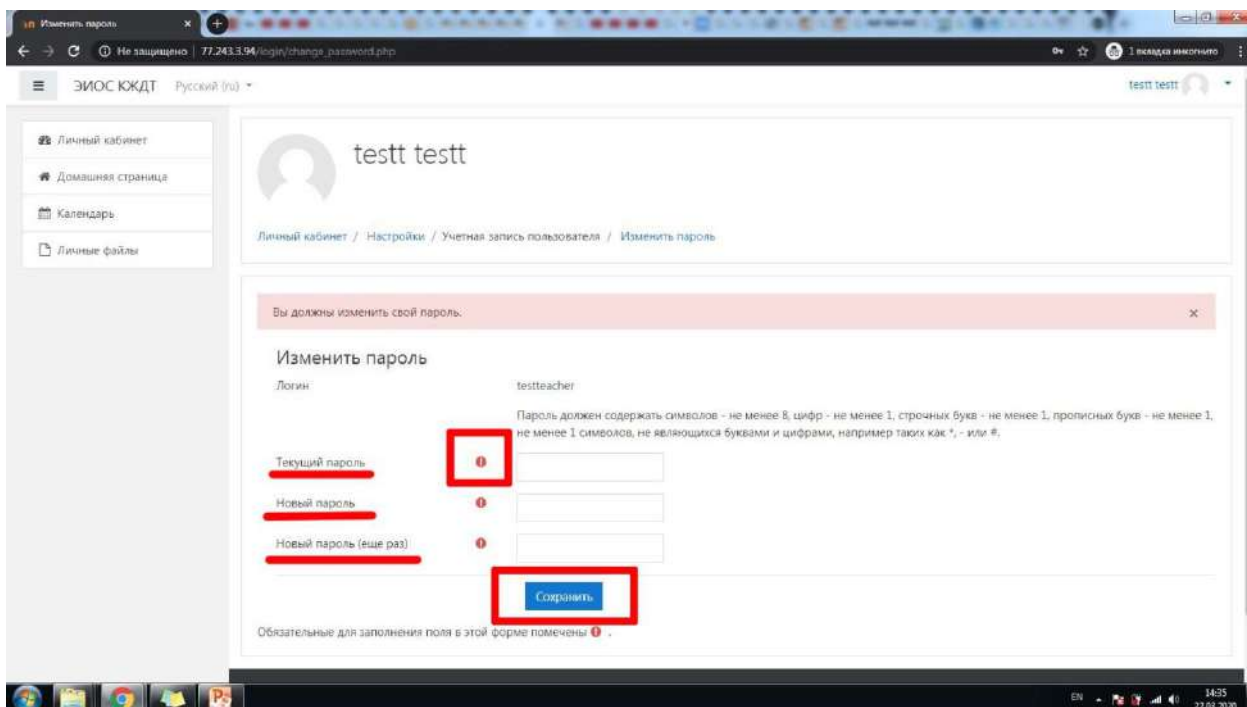 Изменить пароль
Не защищено | 77.243.3.94/login/change_password.php
1 вкладка инкогнито
ЭИОС КЖДТ Русский (ru)
testt testt
Личный кабинет
Домашняя страница
Календарь
Личные файлы
testt testt
Личный кабинет / Настройки / Учетная запись пользователя / Изменить пароль
Вы должны изменить свой пароль.
Изменить пароль
Логин
testteacher
Пароль должен содержать символов - не менее 8, цифр - не менее 1, строчных букв - не менее 1, прописных букв - не менее 1,
не менее 1 символов, не являющихся буквами и цифрами, например таких как *, - или #.
Текущий пароль
Новый пароль
Новый пароль (еще раз)
Сохранить
Обязательные для заполнения поля в этой форме помечены .
EN
14:35
27.03.2020